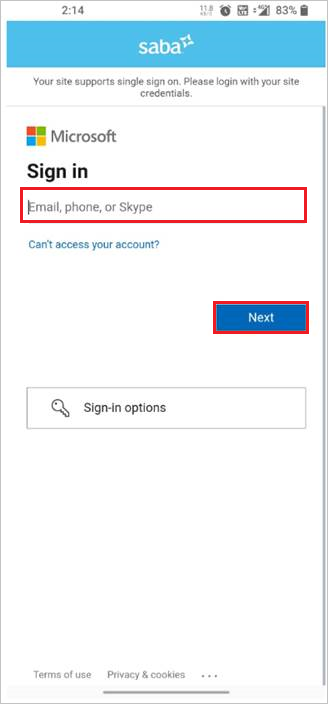 2:14
11.8
KB/S
4G
83%
saba
Your site supports single sign on. Please login with your site
credentials.
Microsoft
Sign in
Email, phone, or Skype
Can't access your account?
Next
Sign-in options
Terms of use Privacy & cookies ...